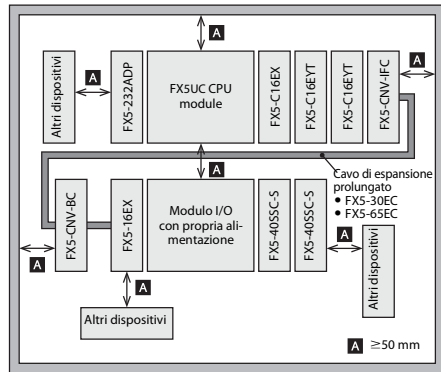 A
Altri dispositivi
A
FX5-232ADP
FX5UC CPU
module
FX5-C16EX
FX5-C16EYT
FX5-C16EYT
FX5-CNV-IFC
A
A
Cavo di espansione
prolungato
• FX5-30EC
• FX5-65EC
FX5-CNV-BC
FX5-16EX
Modulo I/O
con propria ali-
mentazione
FX5-40SSC-S
FX5-40SSC-S
A
A
A
Altri dispositivi
Altri dispositivi
A ≥50 mm